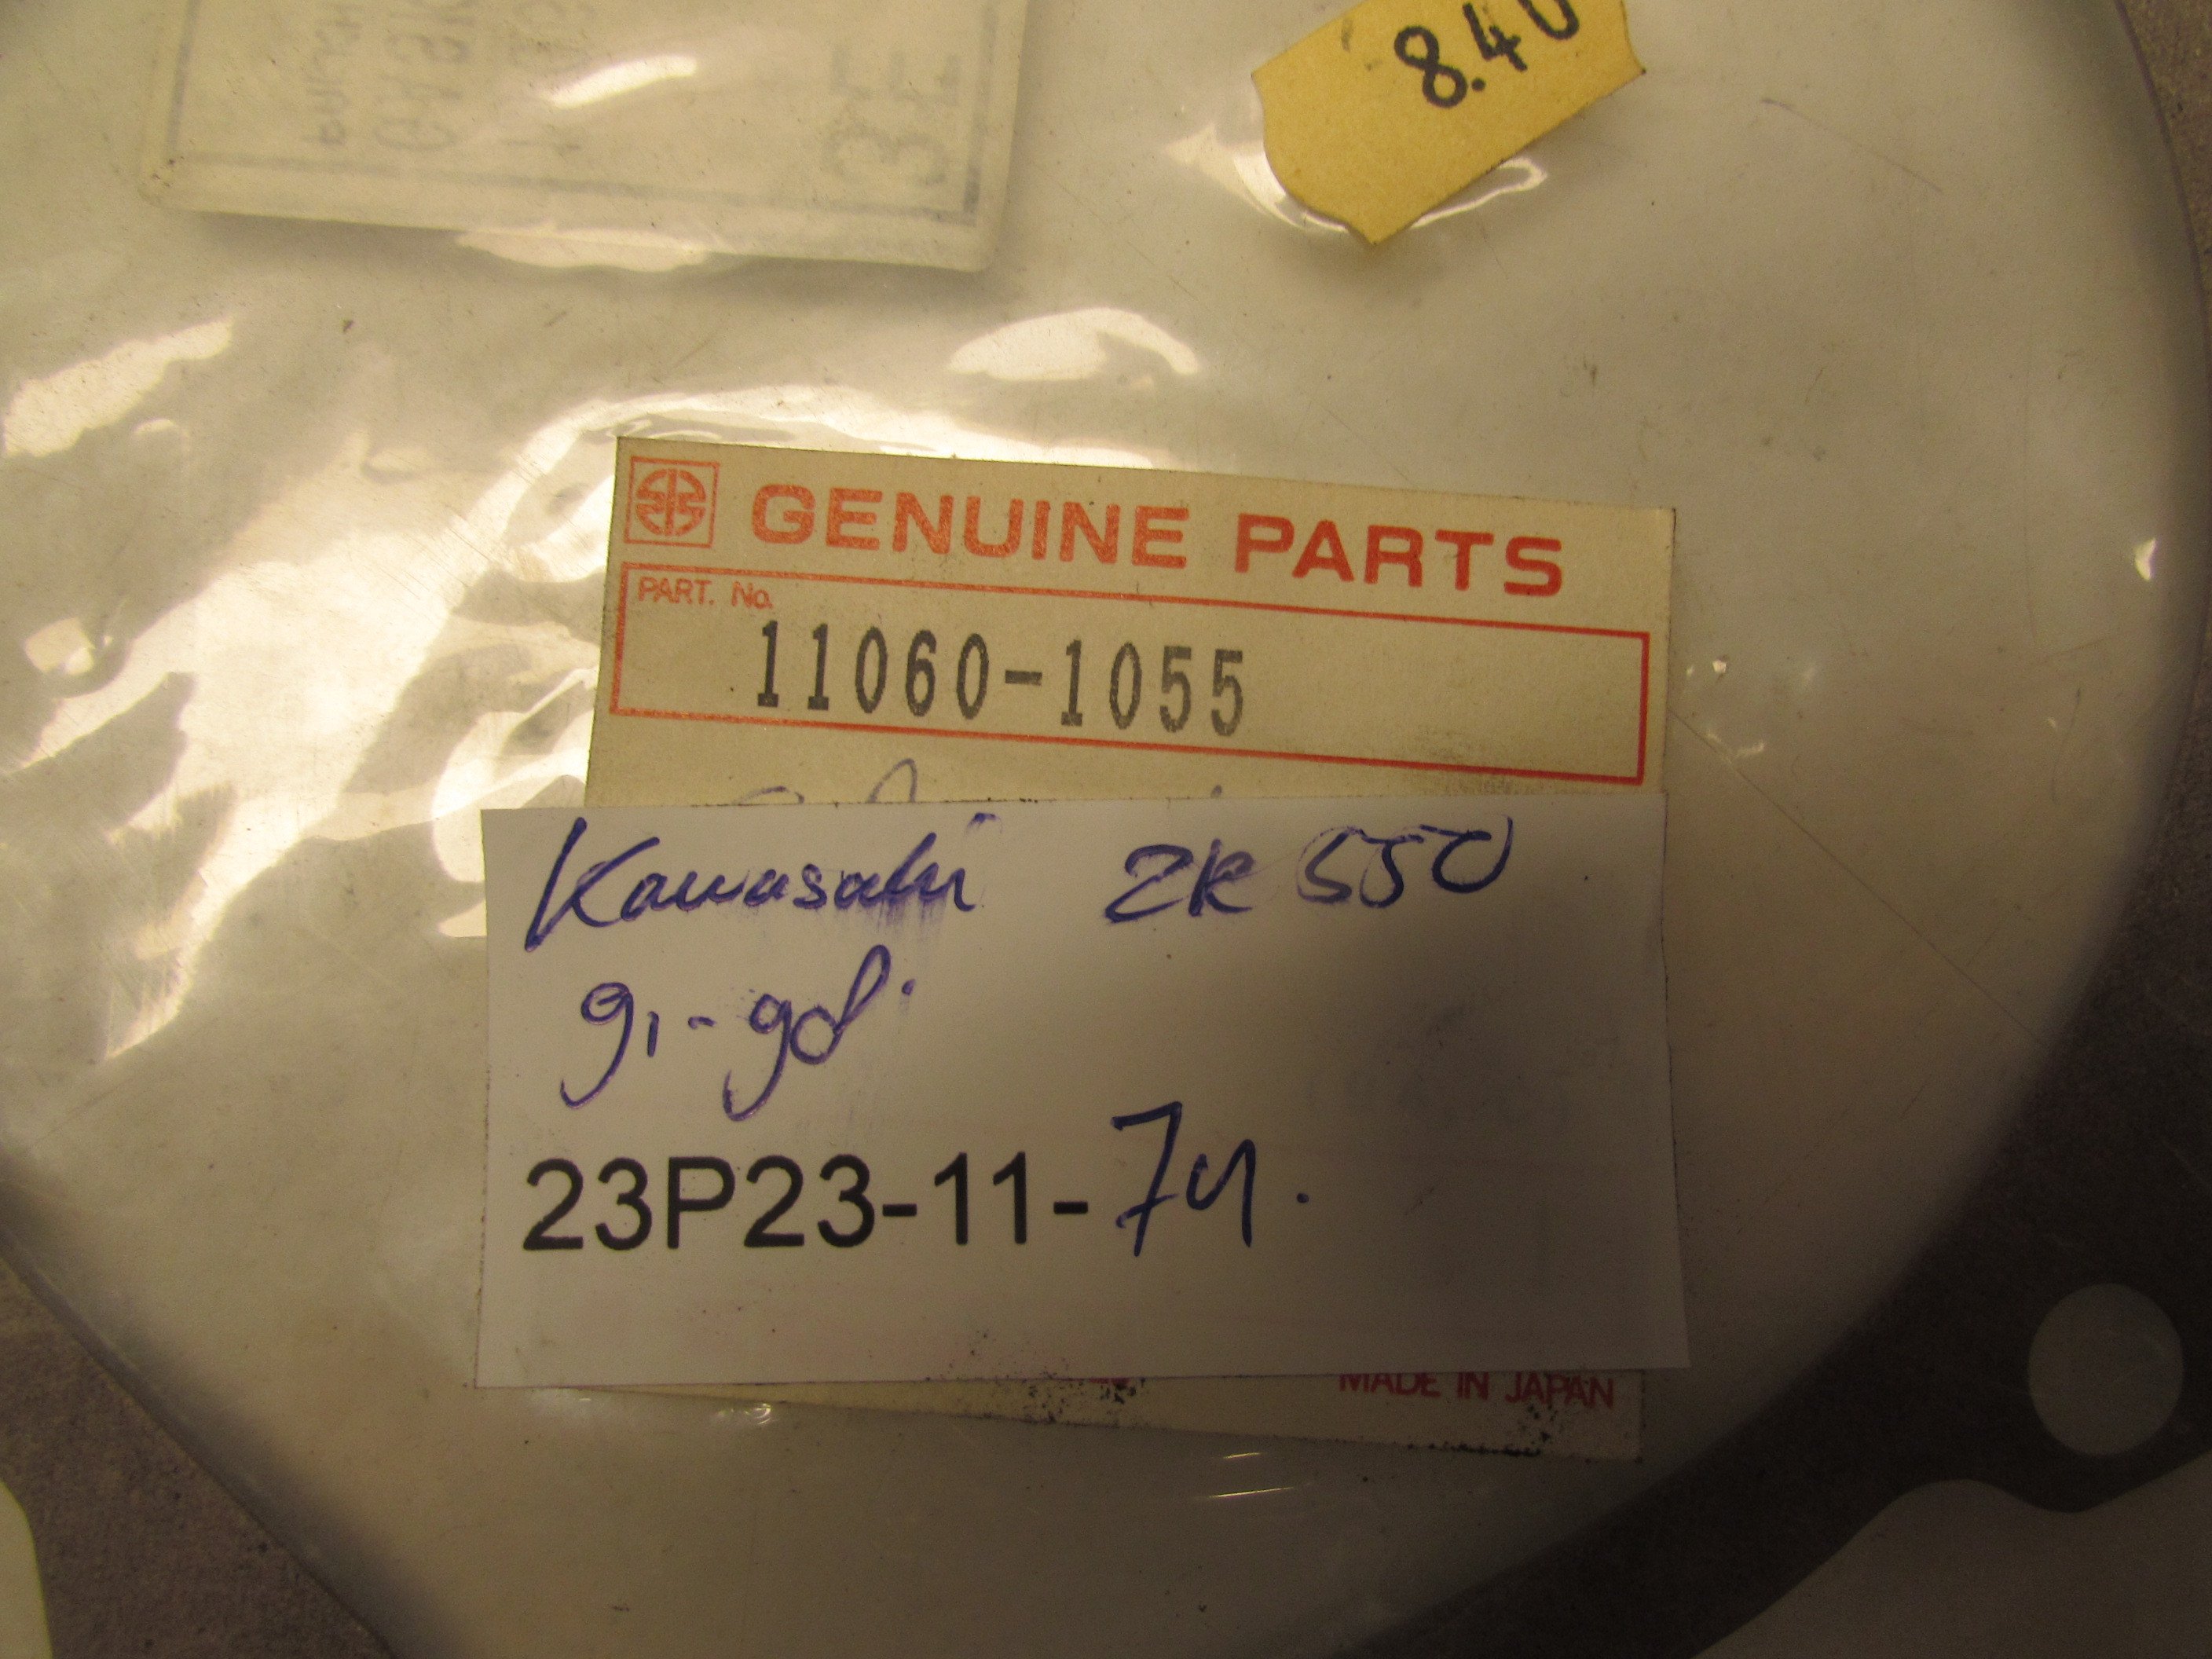 8.40
GENUINE PARTS
PART. No.
11060-1055
Kawasaki ZR 550
91-98.
23P23-11-74.
MADE IN JAPAN